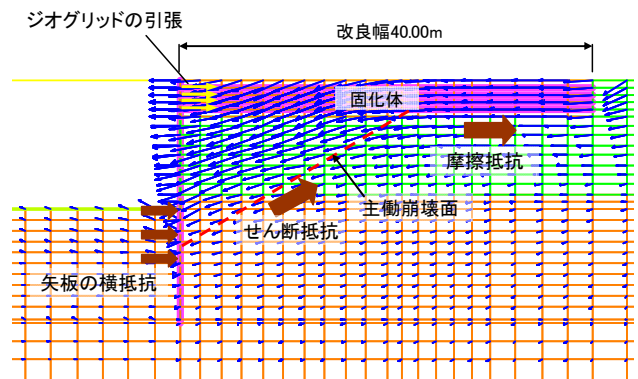 ジオグリッドの引張
改良幅40.00m
固化体
摩擦抵抗
主働崩壊面
せん断抵抗
矢板の横抵抗